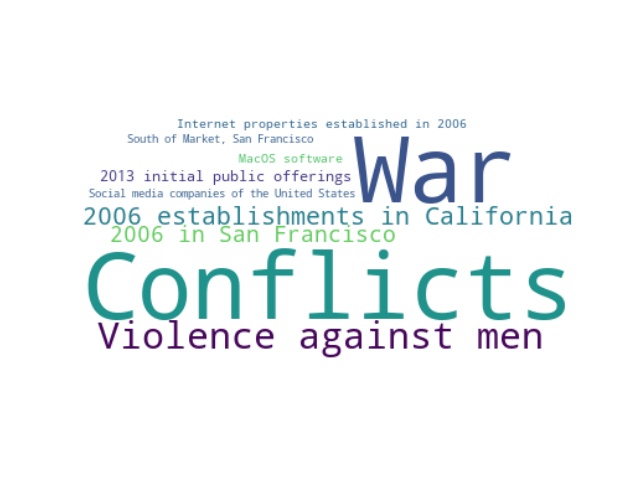 Internet properties established in 2006
South of Market, San Francisco
War
MacOS software
2013 initial public offerings
Social media companies of the United States
2006 establishments in California
2006 in San Francisco
Conflicts
Violence against men